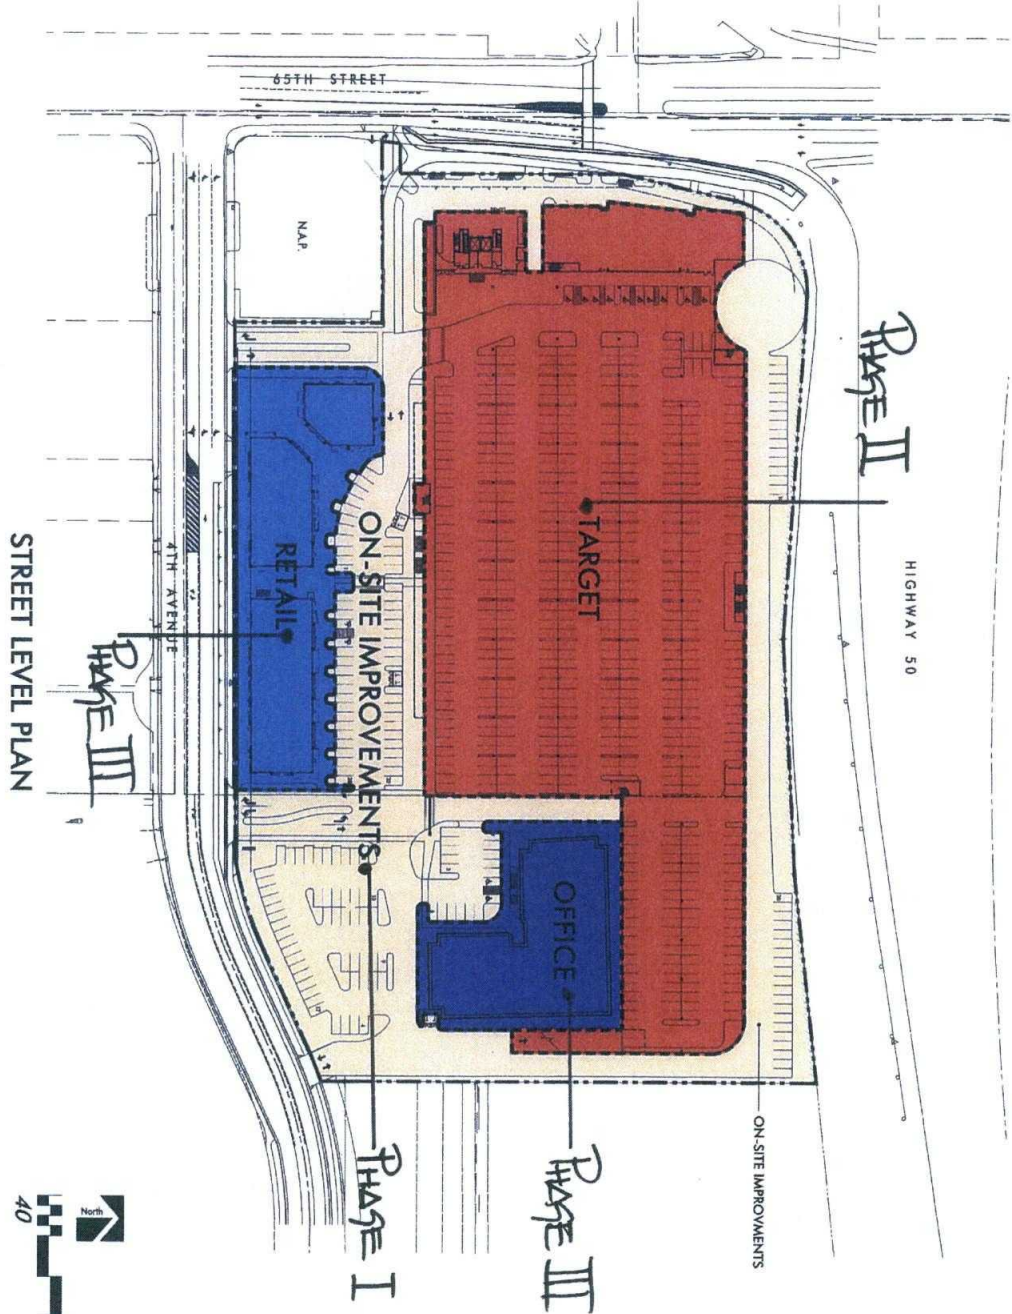 65TH STREET
N.A.P.
PHASE II
HIGHWAY 50
TARGET
ON-SITE IMPROVEMENTS
RETAIL
4TH AVENUE
PHASE III
STREET LEVEL PLAN
OFFICE
ON-SITE IMPROVMENTS
PHASE I
PHASE III
North
40